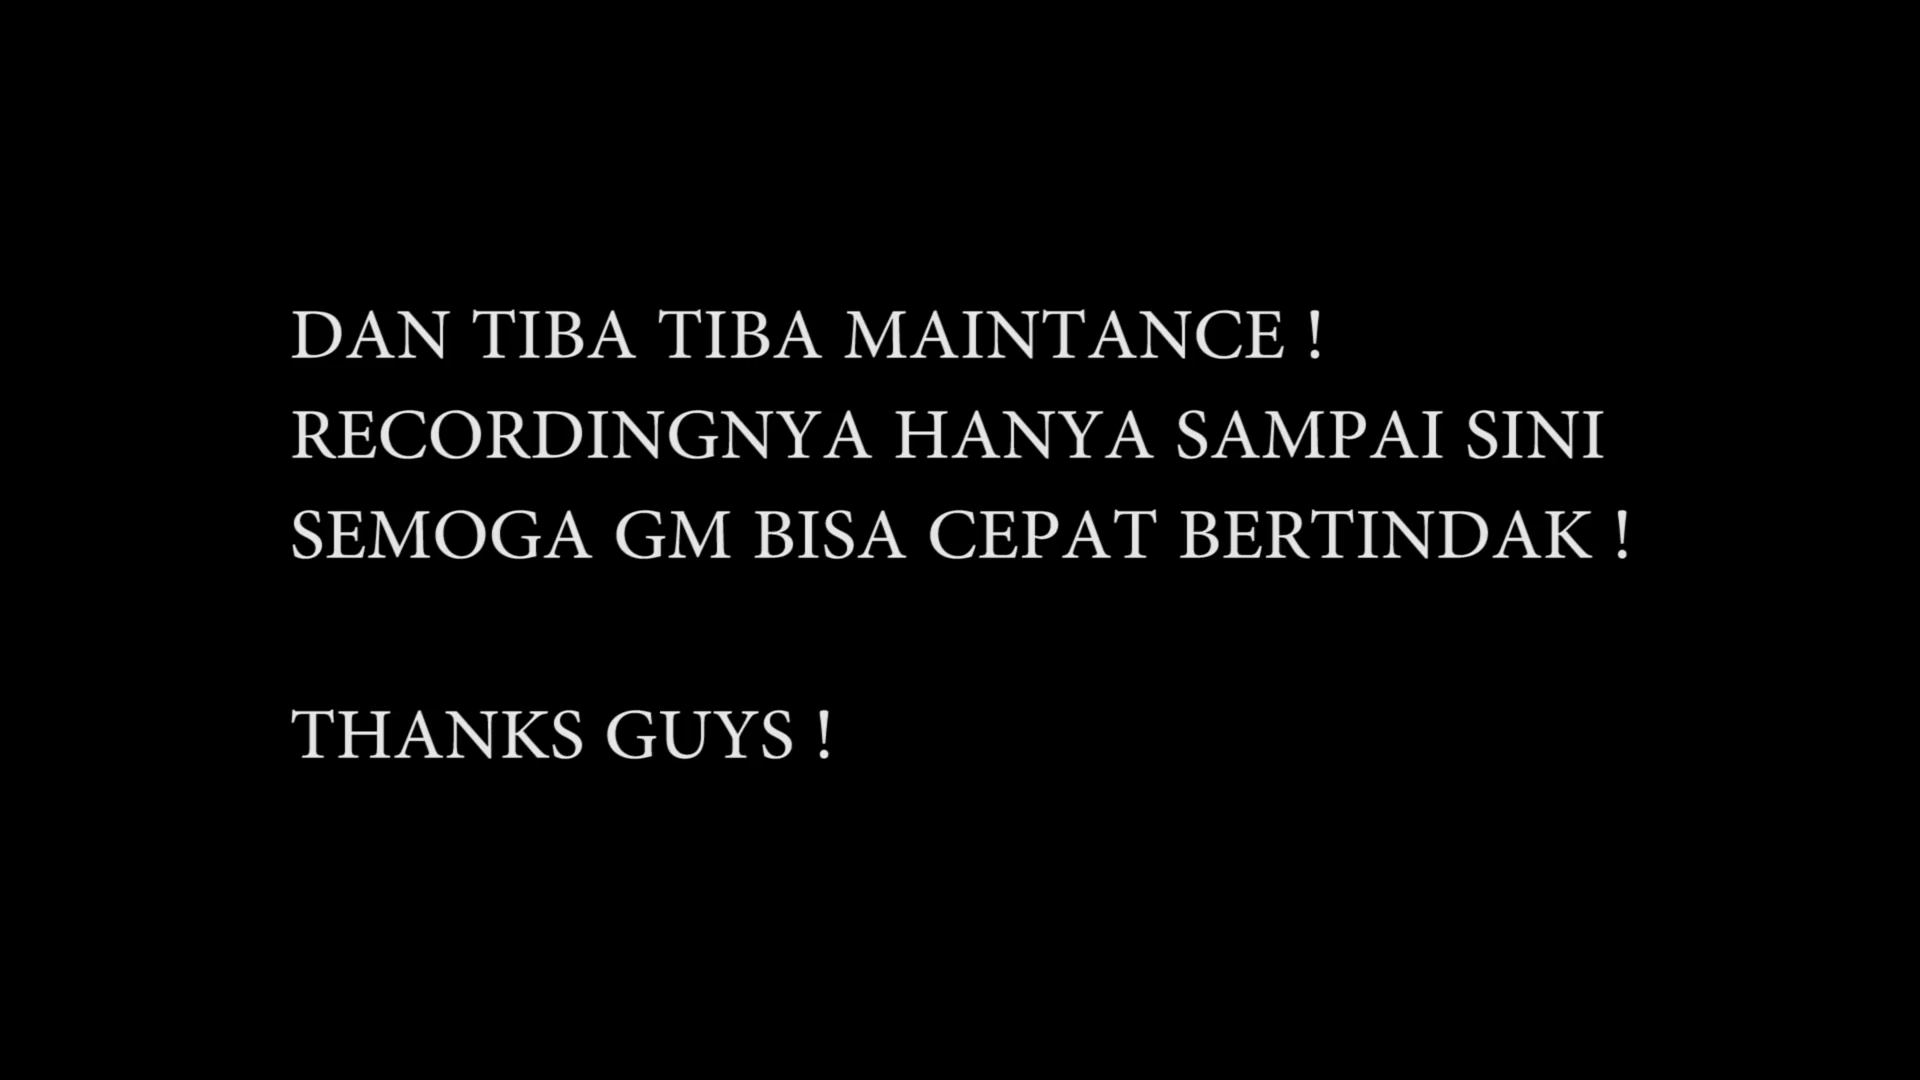 DAN TIBA TIBA MAINTANCE !
RECORDINGNYA HANYA SAMPAI SINI
SEMOGA GM BISA CEPAT BERTINDAK !
THANKS GUYS !